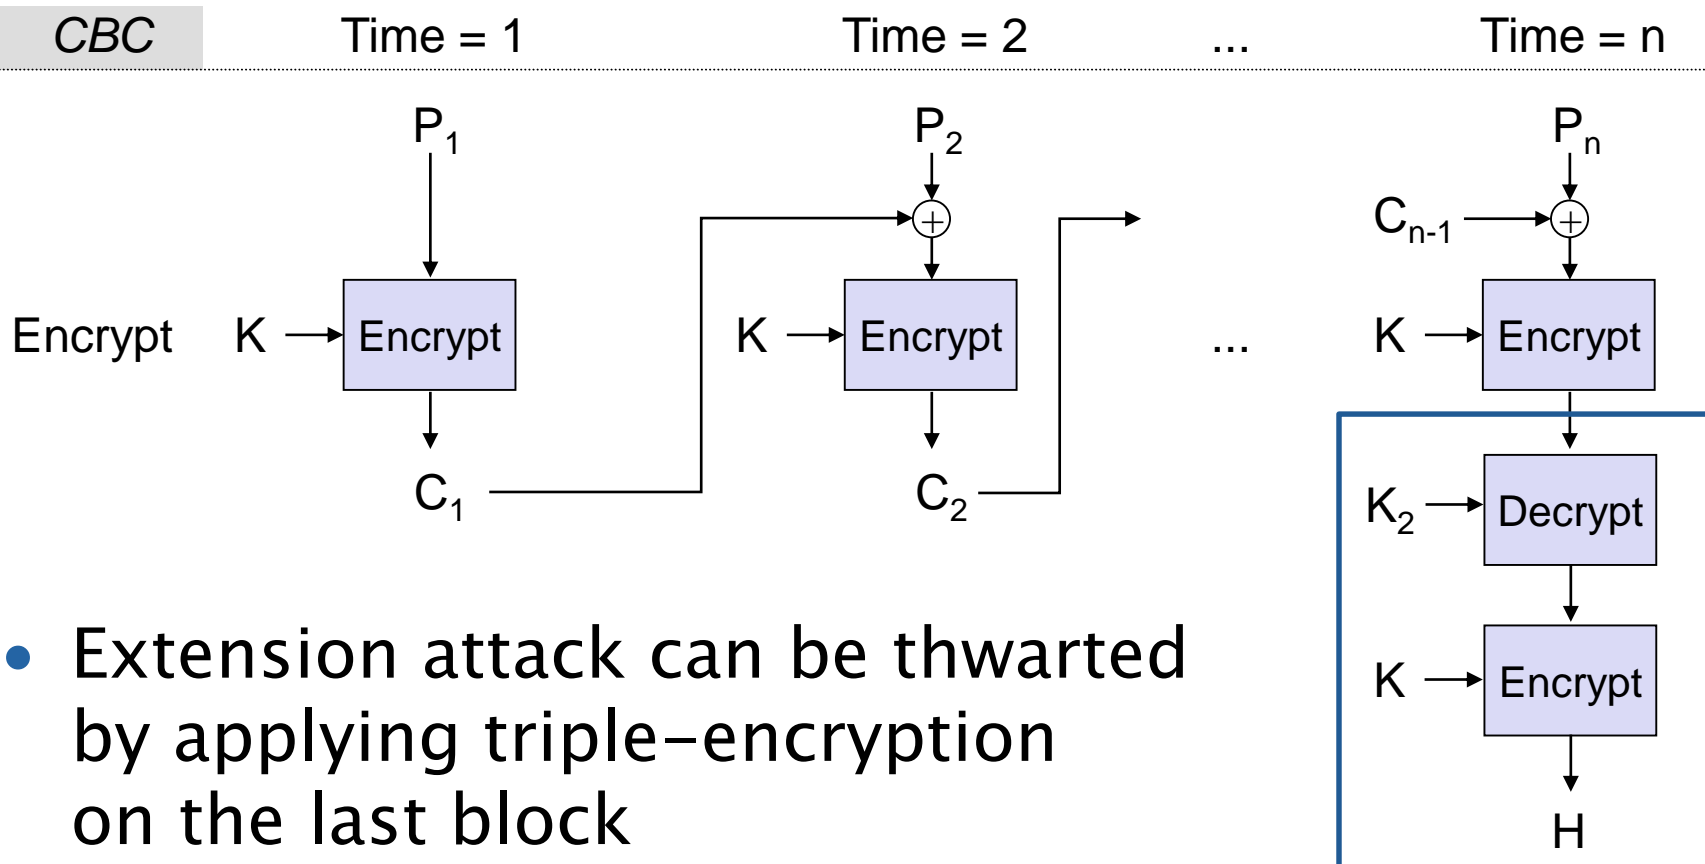 CBC Time = 1 Time = 2 ... Time = n
P₁ P₂ Pₙ
+ Cₙ₋₁ +
Encrypt K Encrypt K Encrypt ... K Encrypt
C₁ C₂ K₂ Decrypt
• Extension attack can be thwarted
by applying triple–encryption
on the last block
K Encrypt
H